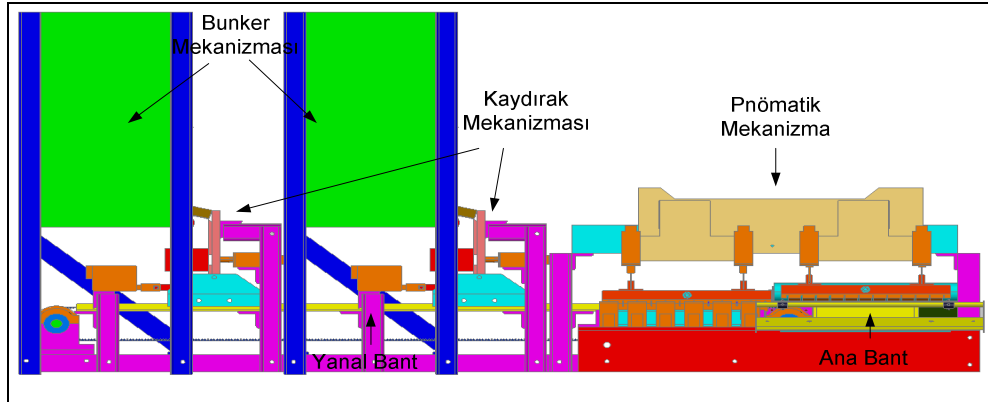 Bunker
Mekanizması
Kaydırak
Mekanizması
Pnömatik
Mekanizma
Yanal Bant
Ana Bant